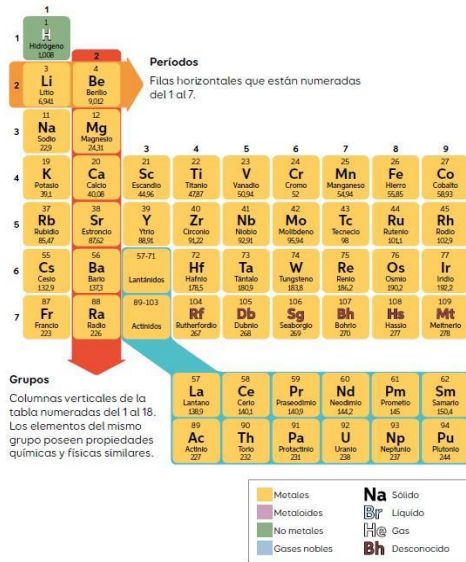 1
1
1
H
Hidrógeno
1,008
2
Períodos
Filas horizontales que están numeradas
del 1 al 7.
2
3 4
Li Be
Litio Berilio
6,941 9,012
3
11 12
Na Mg
Sodio Magnesio
22,9 24,31
3 4 5 6 7 8 9
4
19 20 21 22 23 24 25 26 27
K Ca Sc Ti V Cr Mn Fe Co
Potasio Calcio Escandio Titanio Vanadio Cromo Manganeso Hierro Cobalto
39,1 40,08 44,96 47,87 50,94 52 54,94 55,85 58,93
5
37 38 39 40 41 42 43 44 45
Rb Sr Y Zr Nb Mo Tc Ru Rh
Rubidio Estroncio Ytrio Circonio Niobio Molibdeno Tecnecio Rutenio Rodio
85,47 87,62 88,91 91,22 92,91 95,94 98 101,1 102,9
6
55 56 57-71 72 73 74 75 76 77
Cs Ba Hf Ta W Re Os Ir
Cesio Bario Lantánidos Hafnio Tántalo Tungsteno Renio Osmio Iridio
132,9 137,3 178,5 180,9 183,8 186,2 190,2 192,2
7
87 88 89-103 104 105 106 107 108 109
Fr Ra Rf Db Sg Bh Hs Mt
Francio Radio Actinidos Rutherfordio Dubnio Seaborgio Bohrio Hassio Meitnerio
223 226 267 268 269 270 277 278
Grupos
Columnas verticales de la
tabla numeradas del 1 al 18.
Los elementos del mismo
grupo poseen propiedades
químicas y físicas similares.
57 58 59 60 61 62
La Ce Pr Nd Pm Sm
Lantano Cerio Praseodimio Neodimio Prometio Samario
138,9 140,1 140,9 144,2 145 150,4
89 90 91 92 93 94
Ac Th Pa U Np Pu
Actinio Torio Protactinio Uranio Neptunio Plutonio
227 232 231 238 237 244
Metales Na Sólido
Metaloides Br Líquido
No metales He Gas
Gases nobles Bh Desconocido